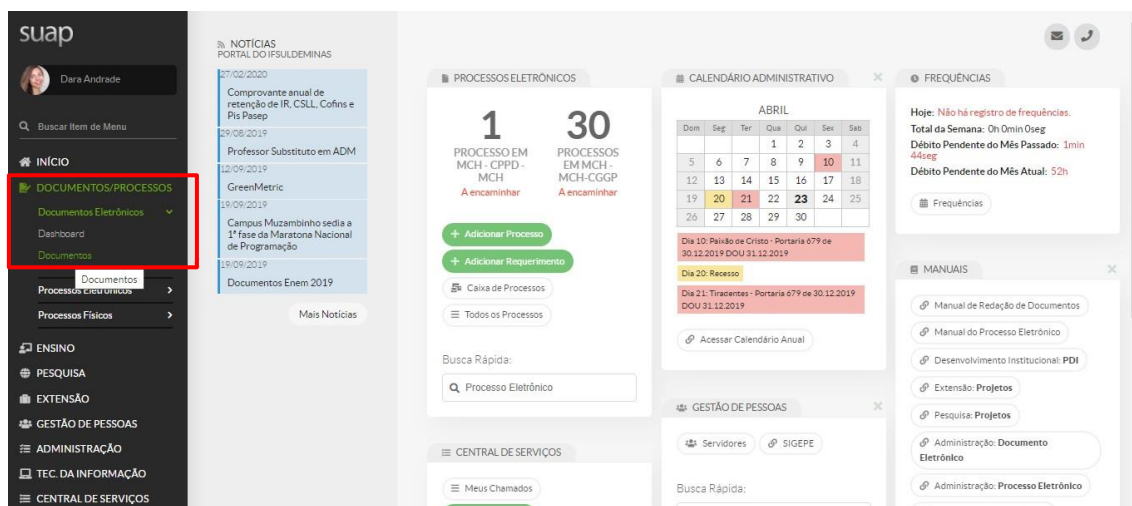 suap
Dara Andrade
Buscar Item de Menu
INÍCIO
DOCUMENTOS/PROCESSOS
Documentos Eletrônicos
Dashboard
Documentos
Documentos
Processos Eletrônicos
Processos Físicos
ENSINO
PESQUISA
EXTENSÃO
GESTÃO DE PESSOAS
ADMINISTRAÇÃO
TEC. DA INFORMAÇÃO
CENTRAL DE SERVIÇOS
NOTÍCIAS
PORTAL DO IFSULDEMINAS
27/02/2020
Comprovante anual de
retenção de IR, CSLL, Cofins e
Pis Pasep
29/08/2019
Professor Substituto em ADM
12/09/2019
GreenMetric
19/09/2019
Campus Muzambinho sedia a
1ª fase da Maratona Nacional
de Programação
19/09/2019
Documentos Enem 2019
Mais Notícias
PROCESSOS ELETRÔNICOS
1
PROCESSO EM
MCH - CPPD -
MCH
A encaminhar
30
PROCESSOS
EM MCH -
MCH-CGGP
A encaminhar
+ Adicionar Processo
+ Adicionar Requerimento
Caixa de Processos
Todos os Processos
Busca Rápida:
Processo Eletrônico
CENTRAL DE SERVIÇOS
Meus Chamados
CALENDÁRIO ADMINISTRATIVO
ABRIL
Dom Seg Ter Qua Qui Sex Sab
1 2 3 4
5 6 7 8 9 10 11
12 13 14 15 16 17 18
19 20 21 22 23 24 25
26 27 28 29 30
Dia 10: Paixão de Cristo - Portaria 679 de
30.12.2019 DOU 31.12.2019
Dia 20: Recesso
Dia 21: Tiradentes - Portaria 679 de 30.12.2019
DOU 31.12.2019
Acessar Calendário Anual
GESTÃO DE PESSOAS
Servidores
SIGEPE
Busca Rápida:
FREQUÊNCIAS
Hoje: Não há registro de frequências.
Total da Semana: 0h 0min 0seg
Débito Pendente do Mês Passado: 1min
44seg
Débito Pendente do Mês Atual: 52h
Frequências
MANUAIS
Manual de Redação de Documentos
Manual do Processo Eletrônico
Desenvolvimento Institucional: PDI
Extensão: Projetos
Pesquisa: Projetos
Administração: Documento
Eletrônico
Administração: Processo Eletrônico